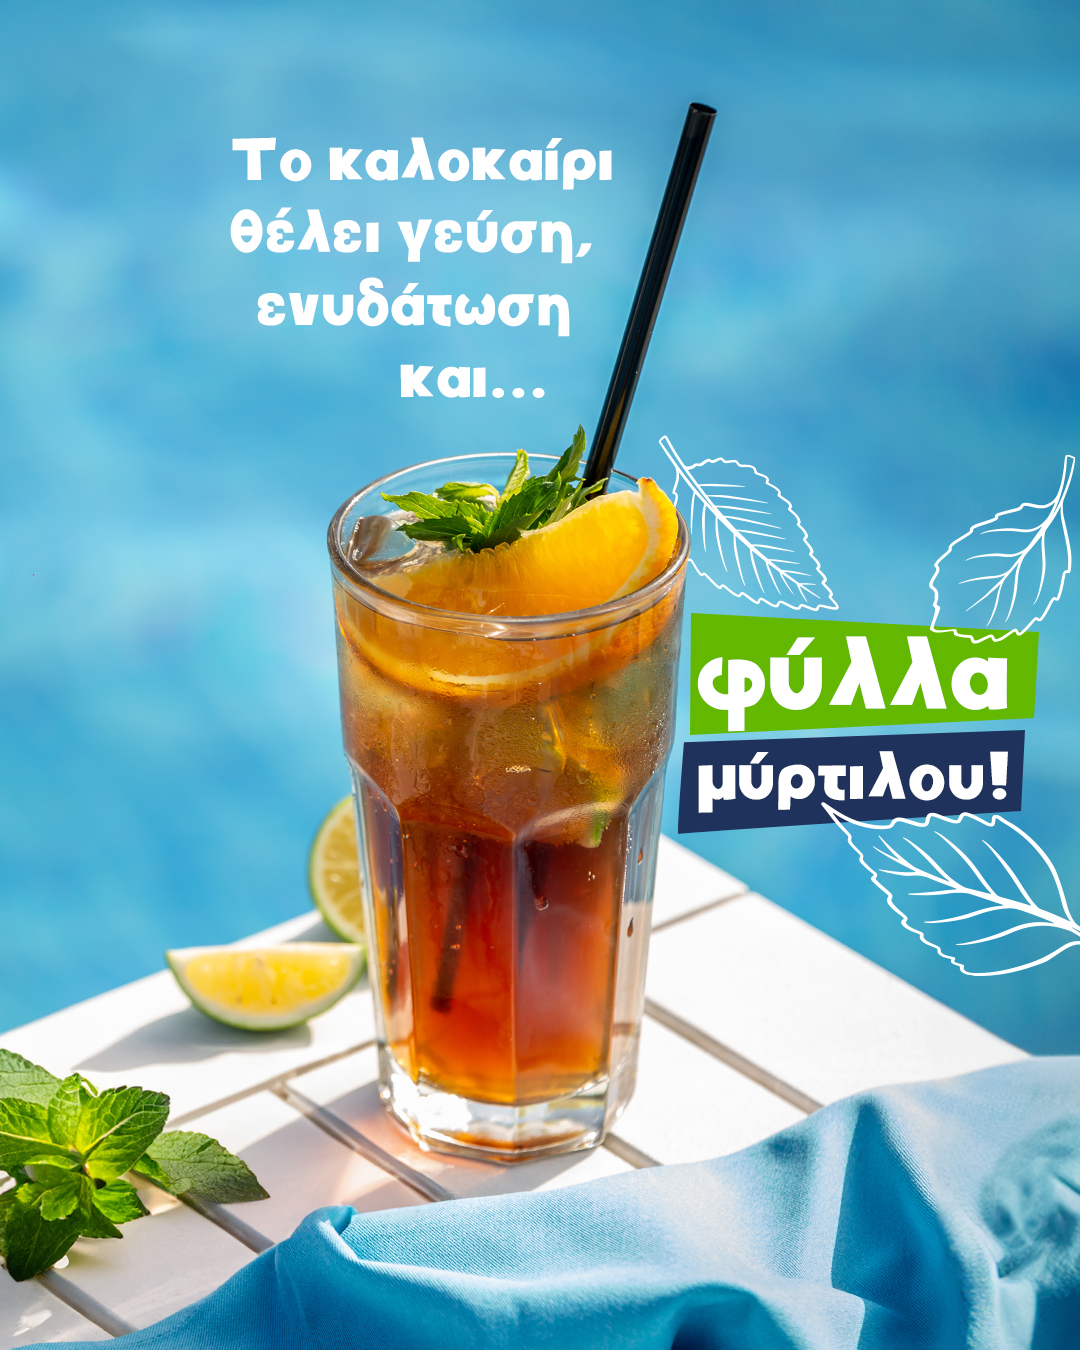 Το καλοκαίρι
θέλει γεύση,
ενυδάτωση
και...
φύλλα
μύρτιλου!